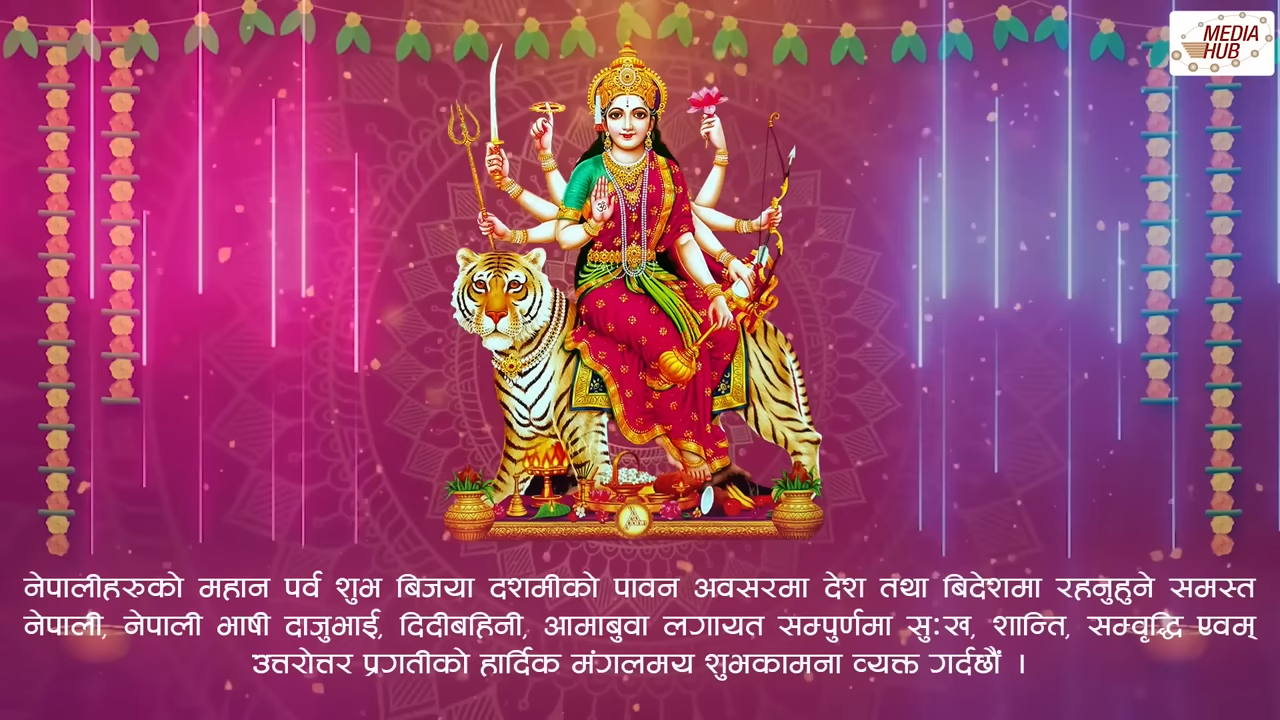 MEDIA
HUB
नेपालीहरुको महान पर्व शुभ बिजया दशमीको पावन अवसरमा देश तथा बिदेशमा रहनुहुने समस्त
नेपाली, नेपाली भाषी दाजुभाई, दिदीबहिनी, आमाबुवा लगायत सम्पुर्णमा सुःख, शान्ति, सम्वृद्धि एवम्
उत्तरोत्तर प्रगतीको हार्दिक मंगलमय शुभकामना व्यक्त गर्दछौं ।